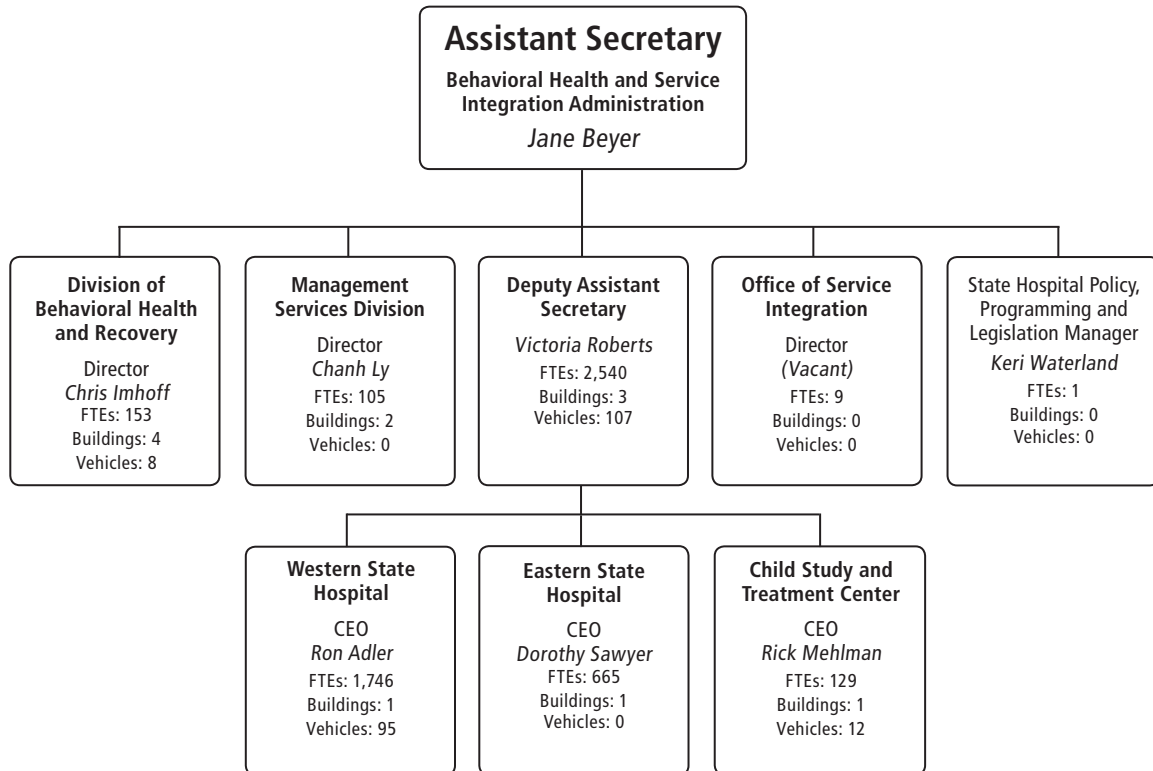 Assistant Secretary
Behavioral Health and Service
Integration Administration
Jane Beyer
Division of
Behavioral Health
and Recovery
Director
Chris Imhoff
FTEs: 153
Buildings: 4
Vehicles: 8
Management
Services Division
Director
Chanh Ly
FTEs: 105
Buildings: 2
Vehicles: 0
Deputy Assistant
Secretary
Victoria Roberts
FTEs: 2,540
Buildings: 3
Vehicles: 107
Office of Service
Integration
Director
(Vacant)
FTEs: 9
Buildings: 0
Vehicles: 0
State Hospital Policy,
Programming and
Legislation Manager
Keri Waterland
FTEs: 1
Buildings: 0
Vehicles: 0
Western State
Hospital
CEO
Ron Adler
FTEs: 1,746
Buildings: 1
Vehicles: 95
Eastern State
Hospital
CEO
Dorothy Sawyer
FTEs: 665
Buildings: 1
Vehicles: 0
Child Study and
Treatment Center
CEO
Rick Mehlman
FTEs: 129
Buildings: 1
Vehicles: 12